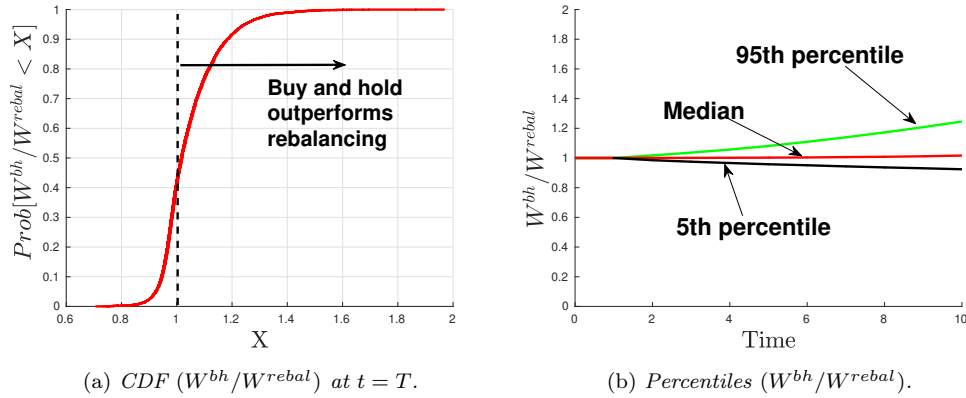 1
0.9
0.8
0.7
0.6
0.5
0.4
0.3
0.2
0.1
0
Prob[W^{bh}/W^{rebal} < X]
Buy and hold
outperforms
rebalancing
0.6 0.8 1 1.2 1.4 1.6 1.8 2
X
(a) CDF (W^{bh}/W^{rebal}) at t = T.
2
1.8
1.6
1.4
1.2
1
0.8
0.6
0.4
0.2
0
W^{bh}/W^{rebal}
95th percentile
Median
5th percentile
0 2 4 6 8 10
Time
(b) Percentiles (W^{bh}/W^{rebal}).